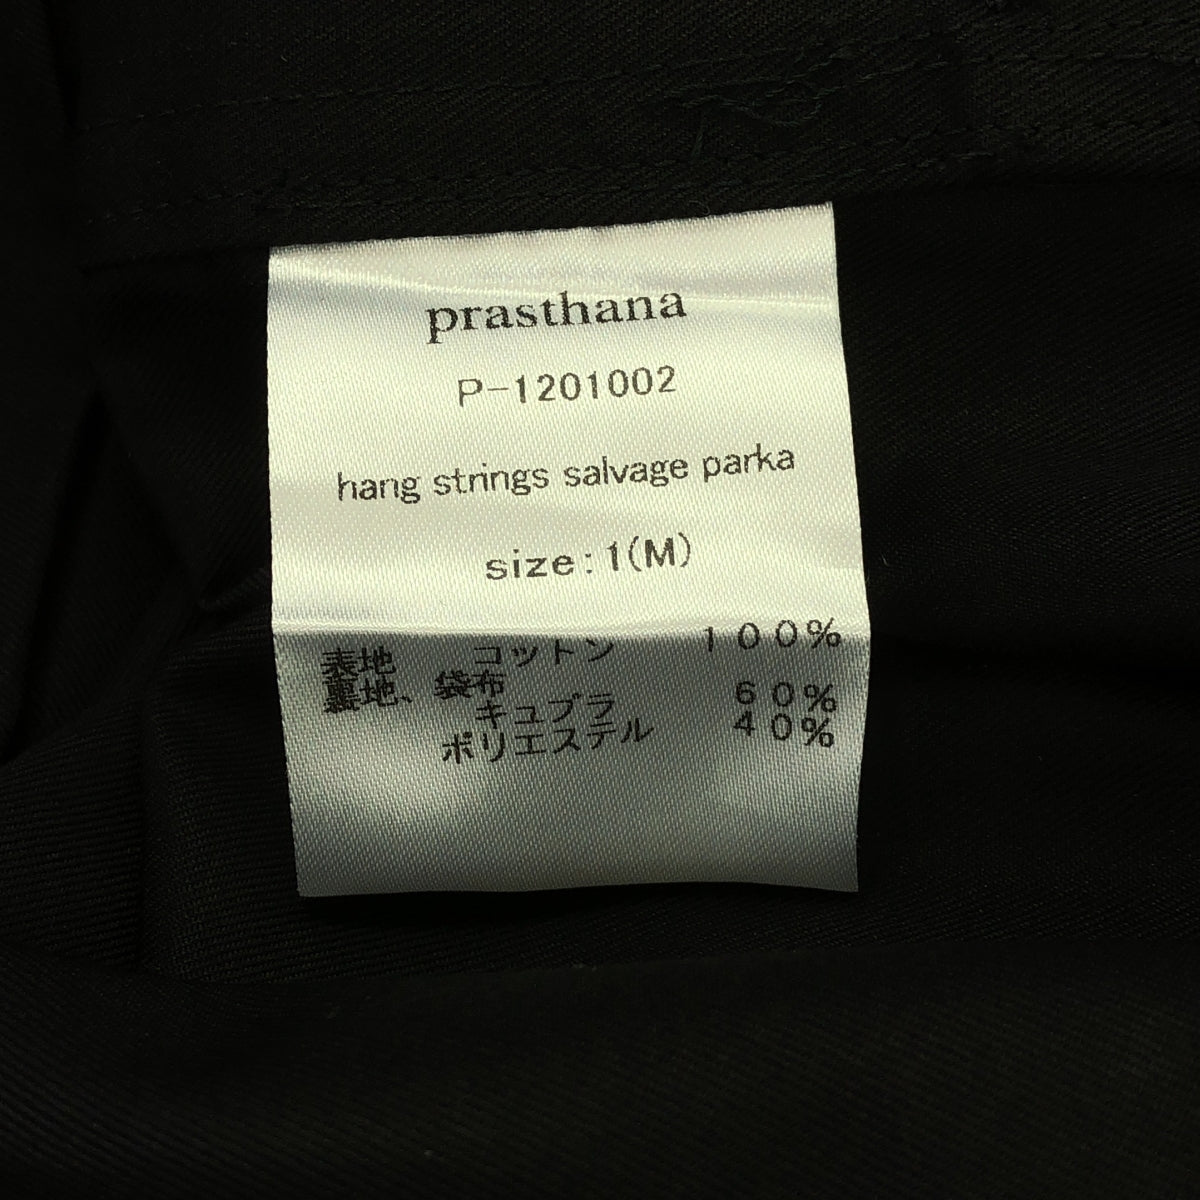 prasthana
P-1201002
hang strings salvage parka
size:1(M)
表地 コットン 100%
裏地、袋布
キュプラ 60%
ポリエステル 40%